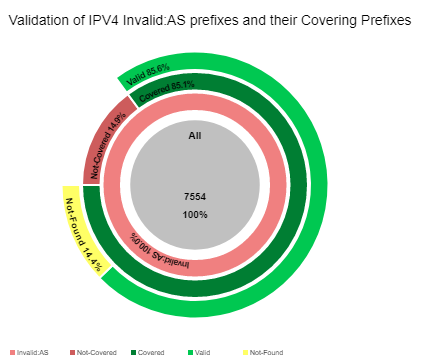 Validation of IPV4 Invalid:AS prefixes and their Covering Prefixes
Valid 85.6%
Covered 85.1%
Not-Covered 14.9%
All
7554
100%
Not-Found 14.4%
Invalid:AS 100.0%
Invalid:AS Not-Covered Covered Valid Not-Found